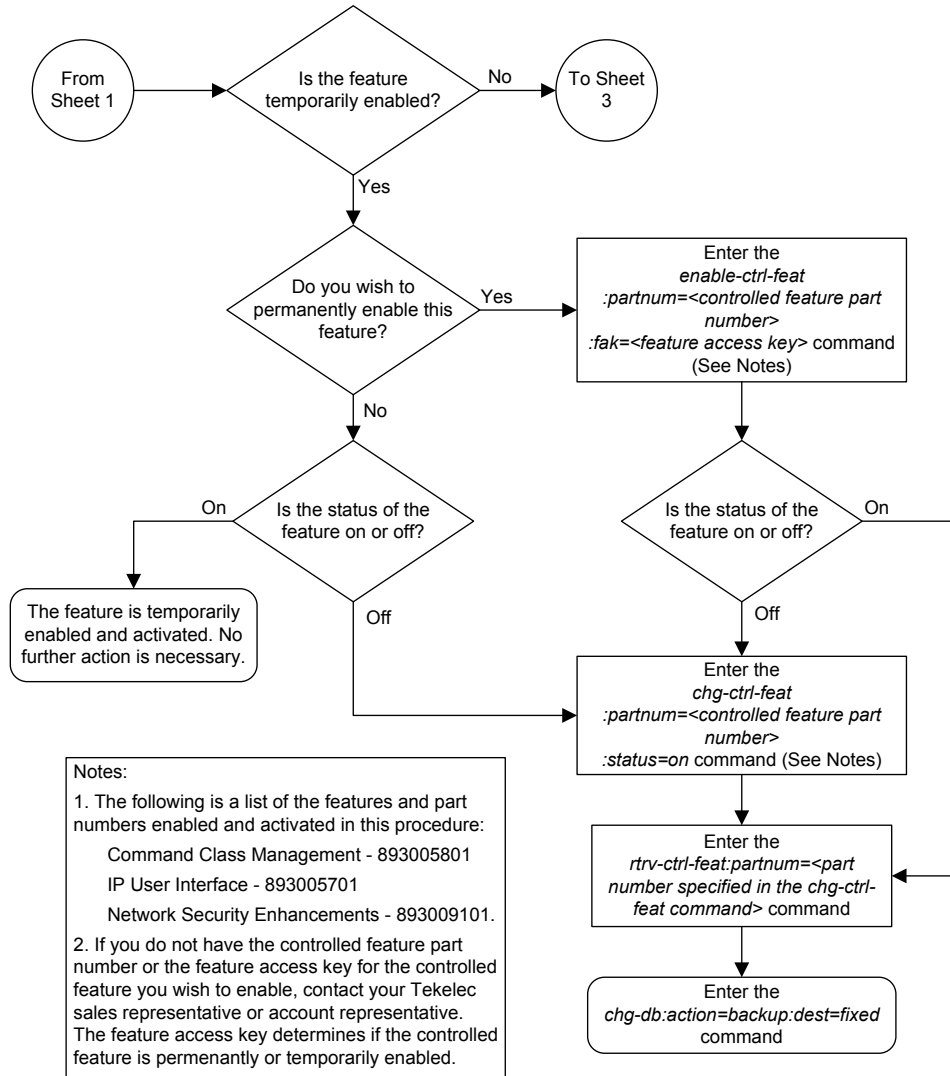 From
Sheet 1
Is the feature
temporarily enabled?
No
To Sheet
3
Yes
Do you wish to
permanently enable this
feature?
Yes
Enter the
enable-ctrl-feat
:partnum=<controlled feature part
number>
:fak=<feature access key> command
(See Notes)
No
Is the status of the
feature on or off?
On
Off
Is the status of the
feature on or off?
On
Off
The feature is temporarily
enabled and activated. No
further action is necessary.
Enter the
chg-ctrl-feat
:partnum=<controlled feature part
number>
:status=on command (See Notes)
Enter the
rtrv-ctrl-feat:partnum=<part
number specified in the chg-ctrl-
feat command> command
Enter the
chg-db:action=backup:dest=fixed
command
Notes:
1. The following is a list of the features and part
numbers enabled and activated in this procedure:
Command Class Management - 893005801
IP User Interface - 893005701
Network Security Enhancements - 893009101.
2. If you do not have the controlled feature part
number or the feature access key for the controlled
feature you wish to enable, contact your Tekelec
sales representative or account representative.
The feature access key determines if the controlled
feature is permenantly or temporarily enabled.